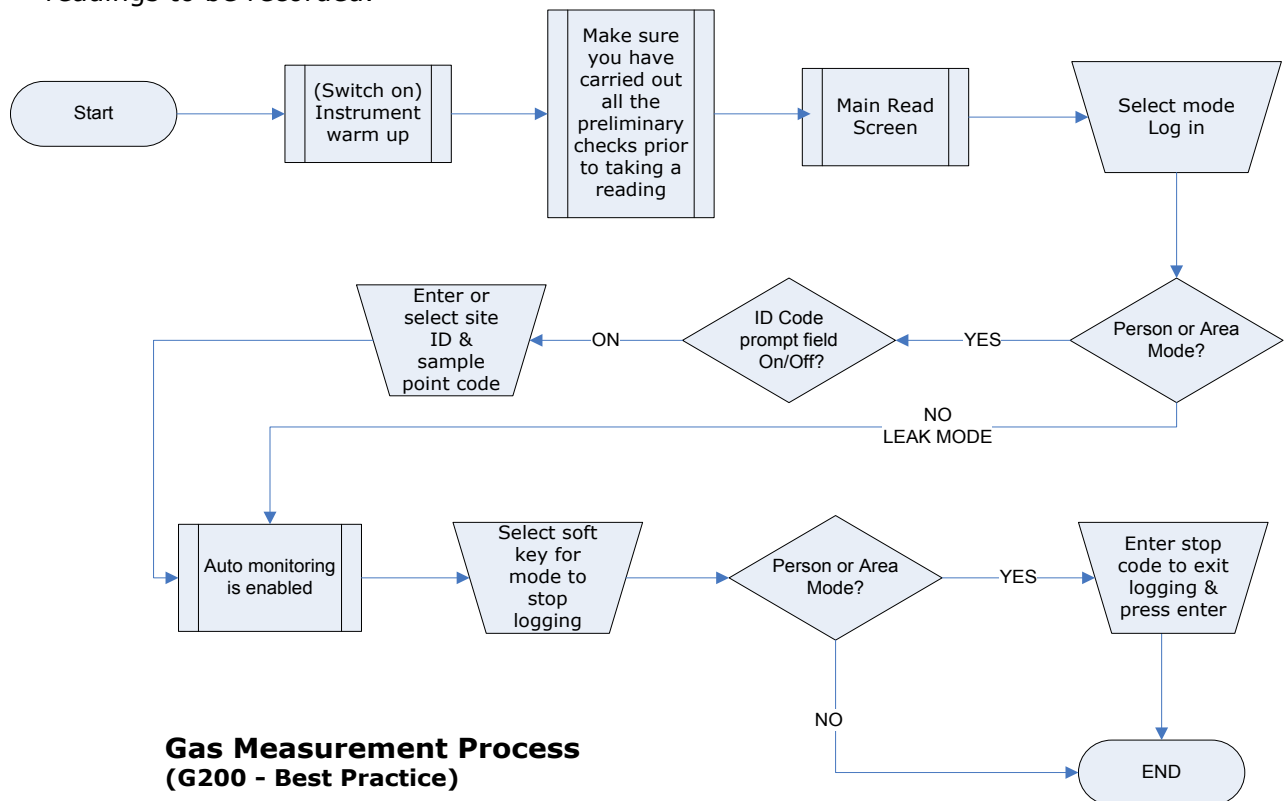 readings to be recorded.
Start
(Switch on)
Instrument
warm up
Make sure
you have
carried out
all the
preliminary
checks prior
to taking a
reading
Main Read
Screen
Select mode
Log in
Person or Area
Mode?
YES
ID Code
prompt field
On/Off?
ON
Enter or
select site
ID &
sample
point code
NO
LEAK MODE
Auto monitoring
is enabled
Select soft
key for
mode to
stop
logging
Person or Area
Mode?
YES
Enter stop
code to exit
logging &
press enter
NO
END
Gas Measurement Process
(G200 - Best Practice)